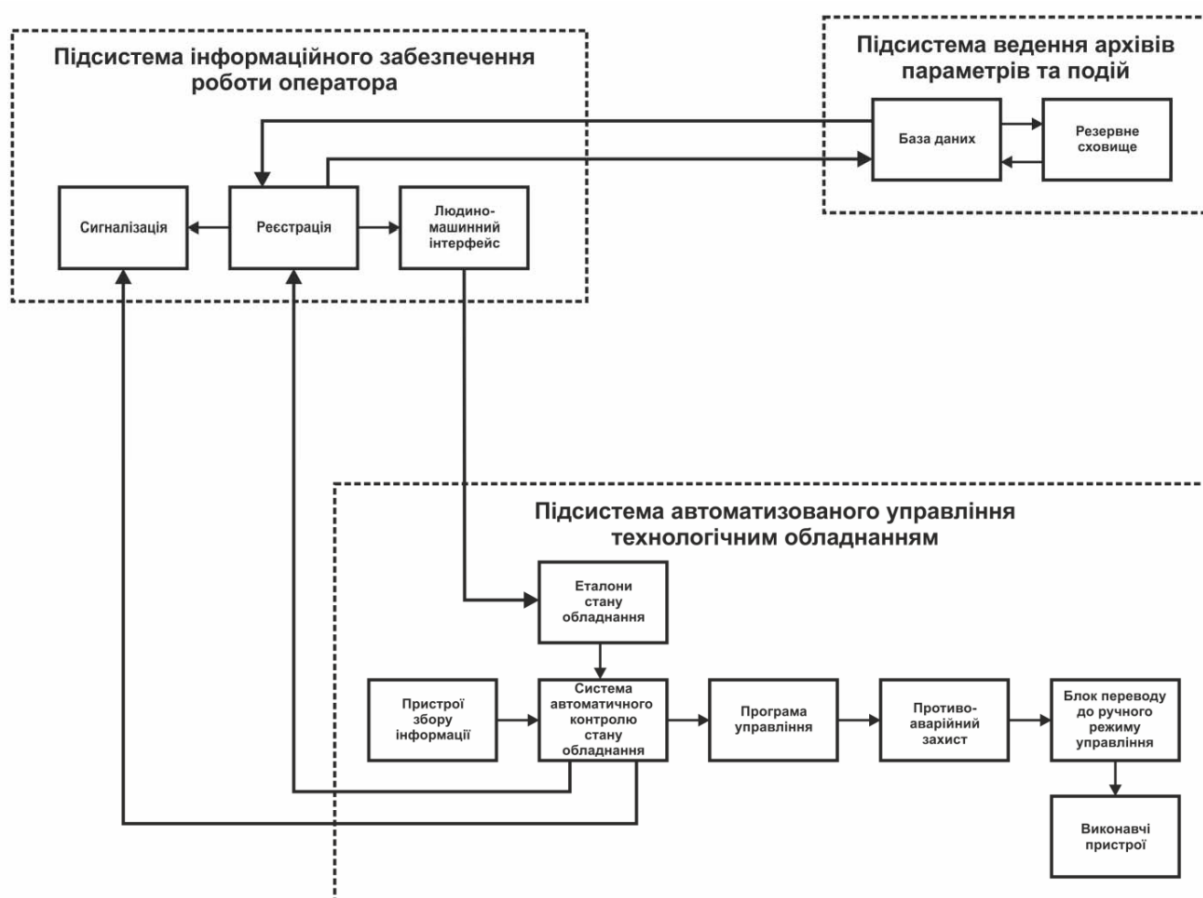 Підсистема інформаційного забезпечення
роботи оператора
Підсистема ведення архівів
параметрів та подій
База даних
Резервне
сховище
Сигналізація
Реєстрація
Людино-
машинний
інтерфейс
Підсистема автоматизованого управління
технологічним обладнанням
Еталони
стану
обладнання
Пристрої
збору
інформації
Система
автоматичного
контролю
стану
обладнання
Програма
управління
Противо-
аварійний
захист
Блок переводу
до ручного
режиму
управління
Виконавчі
пристрої